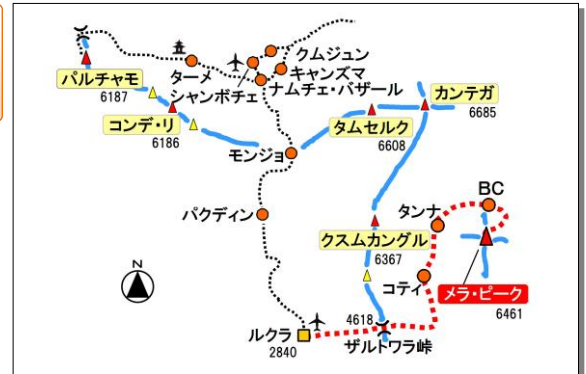 クムジュン
キャンズマ
ターメ
シャンボチェ
ナムチェ・バザール
パルチャモ
6187
カンテガ
6685
コンデ・リ
6186
タムセルク
6608
モンジョ
BC
パクディン
タンナ
クスムカングル
6367
N
コティ
メラ・ピーク
6461
4618
ルクラ
2840
ザルトワラ峠